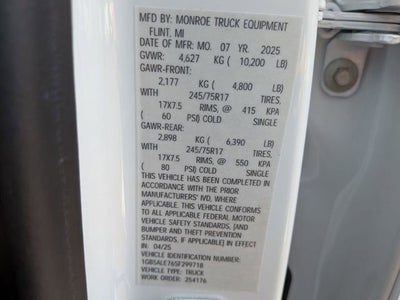 MFG BY MONROE TRUCK EQUIPMENT
FLINT, MI
DATE OF MFR. MO. 07 YR. 2025
GVWR: 4,627 KG ( 10,200 LB)
GAWR-FRONT:
2,177 KG ( 4,800 LB)
WITH 245/75R17 TIRES,
17X7.5 RIMS, @ 415 KPA
( 60 PSI) COLD SINGLE
GAWR-REAR:
2,898 KG ( 6,390 LB)
WITH 245/75R17 TIRES,
17X7.5 RIMS, @ 550 KPA
( 80 PSI) COLD SINGLE
THIS VEHICLE HAS BEEN COMPLETED IN
ACCORDANCE WITH THE PRIOR
MANUFACTURERS' IVD, WHERE
APPLICABLE. THIS VEHICLE CONFORMS
TO ALL APPLICABLE FEDERAL MOTOR
VEHICLE SAFETY STANDARDS, [AND
BUMPER AND THEFT PREVENTION
STANDARDS, IF APPLICABLE] IN EFFECT
IN: 04/25
VEHICLE IDENTIFICATION NUMBER:
1GB5ALE76SF299718
VEHICLE TYPE: TRUCK
WORK ORDER: 254176